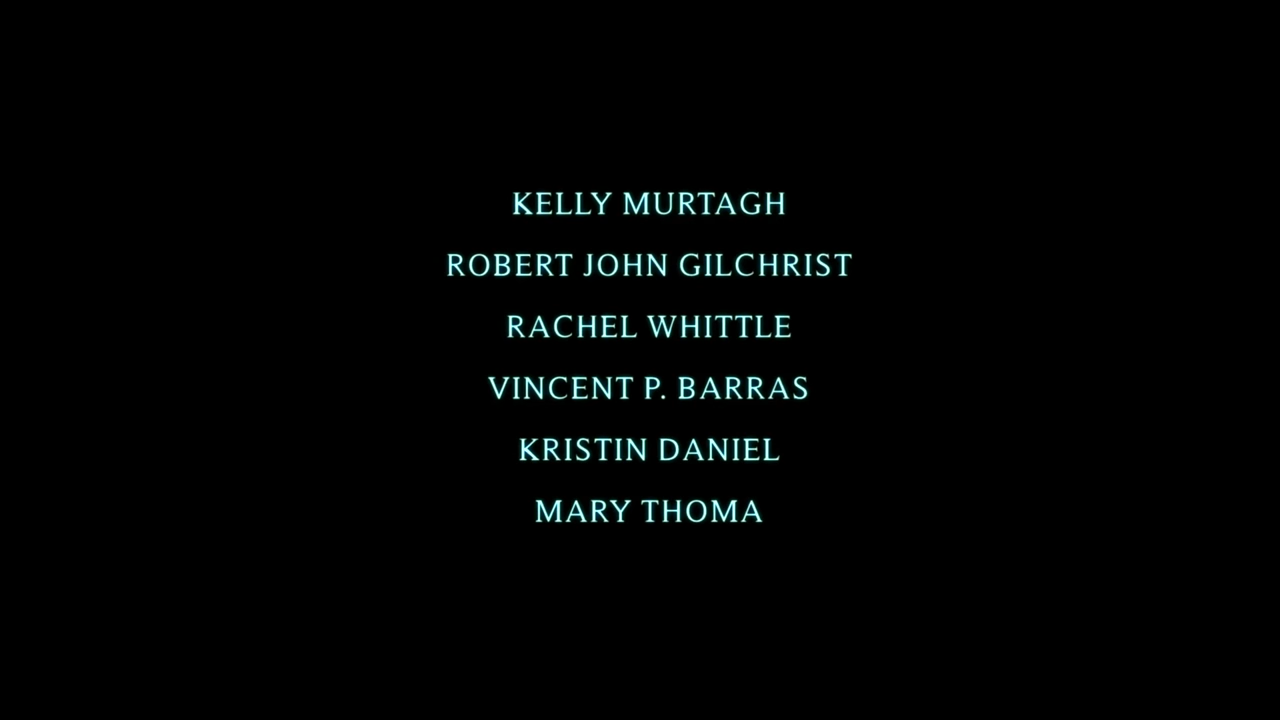 KELLY MURTAGH
ROBERT JOHN GILCHRIST
RACHEL WHITTLE
VINCENT P. BARRAS
KRISTIN DANIEL
MARY THOMA